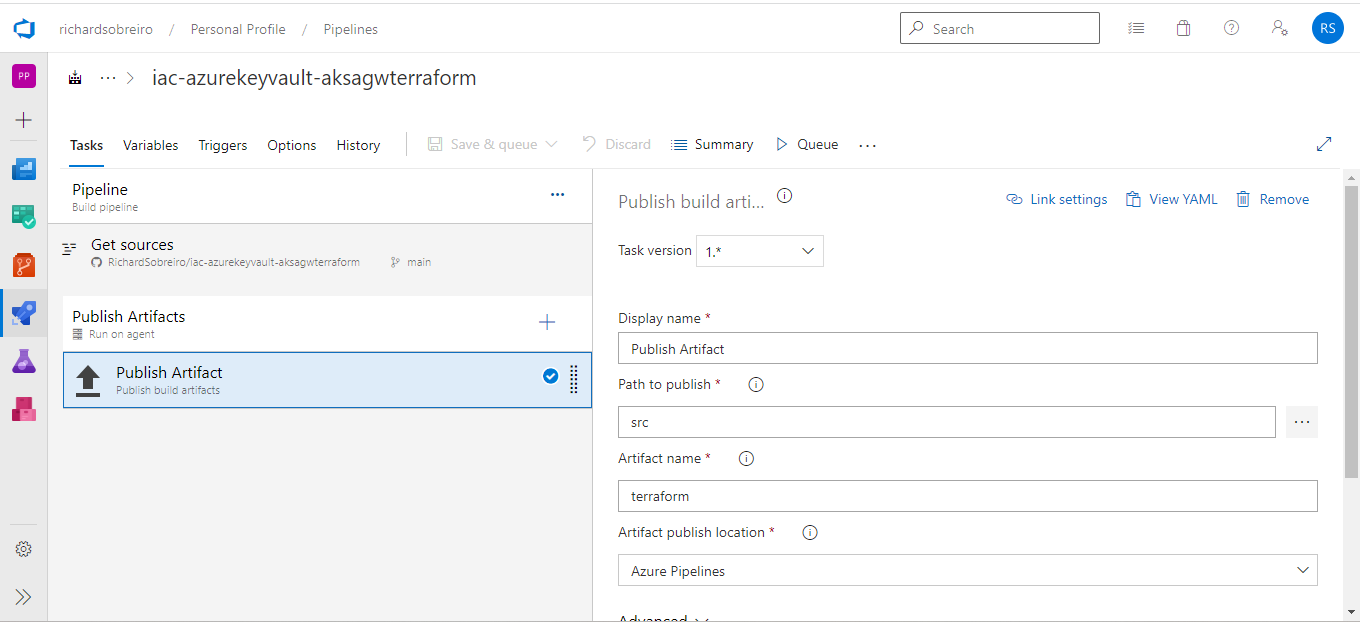 richardsobreiro / Personal Profile / Pipelines Search RS
PP
··· > iac-azurekeyvault-aksagwterraform
Tasks Variables Triggers Options History Save & queue Discard Summary Queue ···
Pipeline
Build pipeline
Get sources
RichardSobreiro/iac-azurekeyvault-aksagwterraform main
Publish Artifacts
Run on agent
Publish Artifact
Publish build artifacts
Publish build arti... Link settings View YAML Remove
Task version 1.*
Display name *
Publish Artifact
Path to publish *
src
Artifact name *
terraform
Artifact publish location *
Azure Pipelines
Advanced